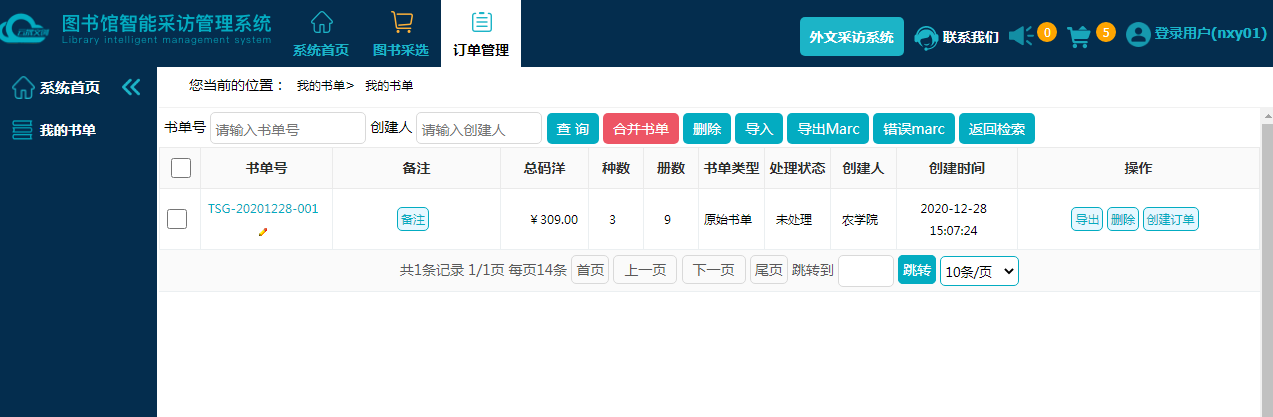 图书馆智能采访管理系统
Library intelligent management system
系统首页
图书采选
订单管理
外文采访系统
联系我们
0
5
登录用户(nxy01)
系统首页
我的书单
您当前的位置： 我的书单> 我的书单
书单号 请输入书单号 创建人 请输入创建人 查 询 合并书单 删除 导入 导出Marc 错误marc 返回检索
书单号 备注 总码洋 种数 册数 书单类型 处理状态 创建人 创建时间 操作
TSG-20201228-001 备注 ￥309.00 3 9 原始书单 未处理 农学院 2020-12-28 15:07:24 导出 删除 创建订单
共1条记录 1/1页 每页14条 首页 上一页 下一页 尾页 跳转到 跳转 10条/页